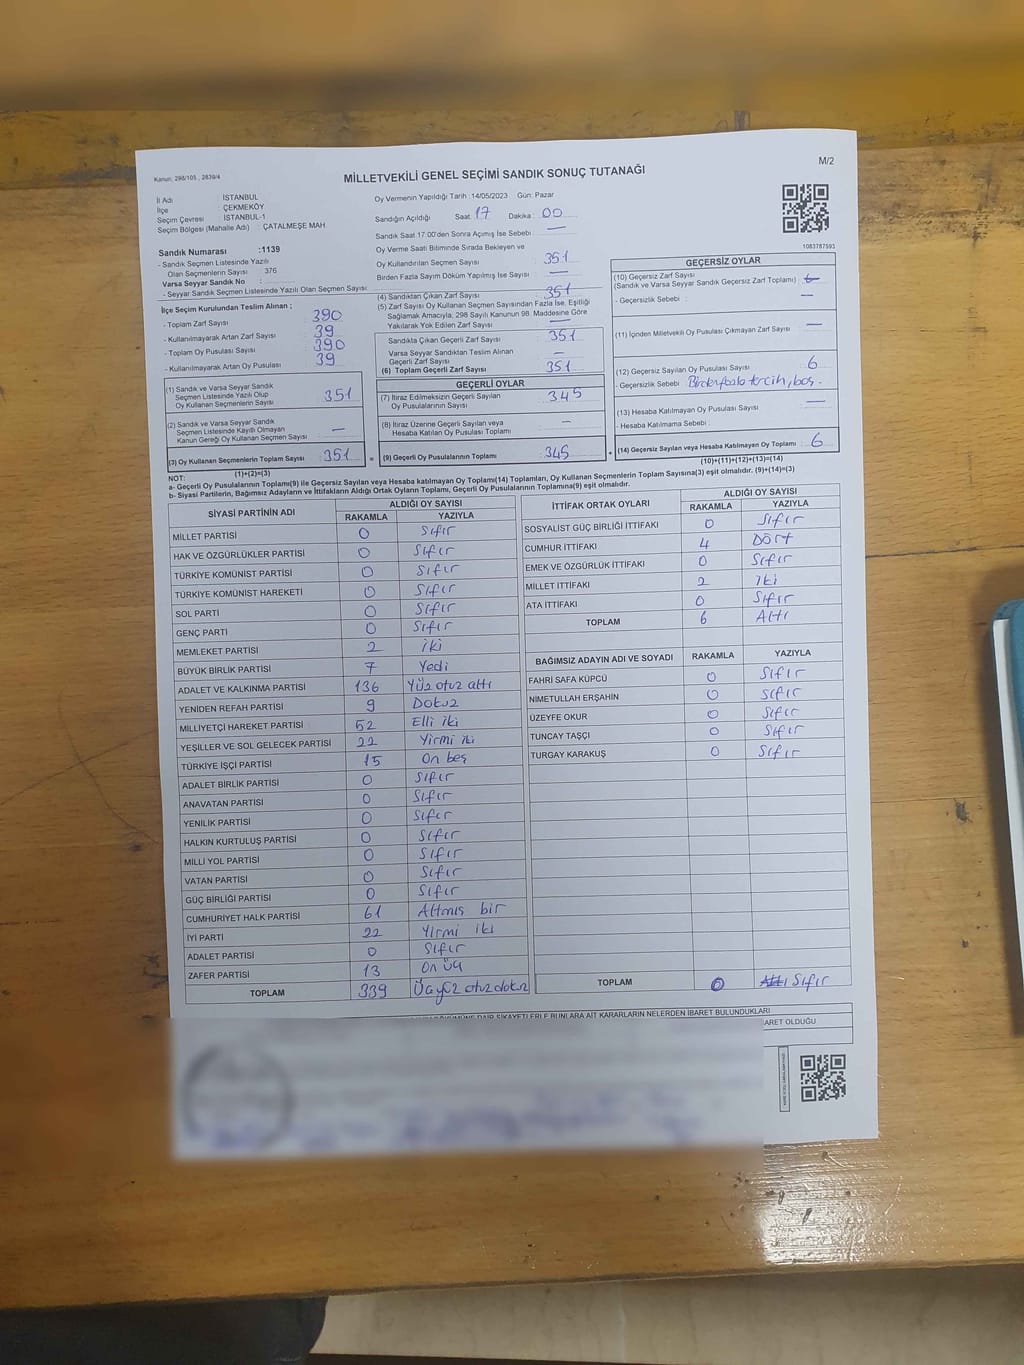 Kanun; 298/105 , 2839/4
M/2
MİLLETVEKİLİ GENEL SEÇİMİ SANDIK SONUÇ TUTANAĞI
İl Adı : İSTANBUL
İlçe : ÇEKMEKÖY
Seçim Çevresi : İSTANBUL-1
Seçim Bölgesi (Mahalle Adı) : ÇATALMEŞE MAH
Sandık Numarası :1139
- Sandık Seçmen Listesinde Yazılı
Olan Seçmenlerin Sayısı : 376
Varsa Seyyar Sandık No :
- Seyyar Sandık Seçmen Listesinde Yazılı Olan Seçmen Sayısı :
Oy Vermenin Yapıldığı Tarih :14/05/2023 Gün: Pazar
Sandığın Açıldığı Saat: 17 Dakika : 00
Sandık Saat 17.00'den Sonra Açımış İse Sebebi : —
Oy Verme Saati Bitiminde Sırada Bekleyen ve
Oy Kullandırılan Seçmen Sayısı : 351
Birden Fazla Sayım Döküm Yapılmış İse Sayısı : —
1083787593
İlçe Seçim Kurulundan Teslim Alınan ;
- Toplam Zarf Sayısı : 390
- Kullanılmayarak Artan Zarf Sayısı : 39
- Toplam Oy Pusulası Sayısı : 390
- Kullanılmayarak Artan Oy Pusulası : 39
(1) Sandık ve Varsa Seyyar Sandık
Seçmen Listesinde Yazılı Olup
Oy Kullanan Seçmenlerin Sayısı : 351
(2) Sandık ve Varsa Seyyar Sandık
Seçmen Listesinde Kayıtlı Olmayan
Kanun Gereği Oy Kullanan Seçmen Sayısı : —
(3) Oy Kullanan Seçmenlerin Toplam Sayısı : 351
(1)+(2)=(3)
(4) Sandıktan Çıkan Zarf Sayısı : 351
(5) Zarf Sayısı Oy Kullanan Seçmen Sayısından Fazla İse, Eşitliği
Sağlamak Amacıyla, 298 Sayılı Kanunun 98. Maddesine Göre
Yakılarak Yok Edilen Zarf Sayısı : —
Sandıkta Çıkan Geçerli Zarf Sayısı : 351
Varsa Seyyar Sandıktan Teslim Alınan
Geçerli Zarf Sayısı : —
(6) Toplam Geçerli Zarf Sayısı : 351
GEÇERLİ OYLAR
(7) İtiraz Edilmeksizin Geçerli Sayılan
Oy Pusulalarının Sayısı : 345
(8) İtiraz Üzerine Geçerli Sayılan veya
Hesaba Katılan Oy Pusulası Toplamı : —
= (9) Geçerli Oy Pusulalarının Toplamı : 345 +
GEÇERSİZ OYLAR
(10) Geçersiz Zarf Sayısı
(Sandık ve Varsa Seyyar Sandık Geçersiz Zarf Toplamı) : 6
- Geçersizlik Sebebi : —
(11) İçinden Milletvekili Oy Pusulası Çıkmayan Zarf Sayısı : —
(12) Geçersiz Sayılan Oy Pusulası Sayısı : 6
- Geçersizlik Sebebi : Birden fazla tercih, boş.
(13) Hesaba Katılmayan Oy Pusulası Sayısı : —
- Hesaba Katılmama Sebebi :
(14) Geçersiz Sayılan veya Hesaba Katılmayan Oy Toplamı : 6
(10)+(11)+(12)+(13)=(14)
NOT:
a- Geçerli Oy Pusulalarının Toplamı(9) ile Geçersiz Sayılan veya Hesaba katılmayan Oy Toplamı(14) Toplamları, Oy Kullanan Seçmenlerin Toplam Sayısına(3) eşit olmalıdır. (9)+(14)=(3)
b- Siyasi Partilerin, Bağımsız Adayların ve İttifakların Aldığı Ortak Oyların Toplamı, Geçerli Oy Pusulalarının Toplamına(9) eşit olmalıdır.
SİYASİ PARTİNİN ADI ALDIĞI OY SAYISI
RAKAMLA YAZIYLA
MİLLET PARTİSİ 0 Sıfır
HAK VE ÖZGÜRLÜKLER PARTİSİ 0 Sıfır
TÜRKİYE KOMÜNİST PARTİSİ 0 Sıfır
TÜRKİYE KOMÜNİST HAREKETİ 0 Sıfır
SOL PARTİ 0 Sıfır
GENÇ PARTİ 0 Sıfır
MEMLEKET PARTİSİ 2 iki
BÜYÜK BİRLİK PARTİSİ 7 Yedi
ADALET VE KALKINMA PARTİSİ 136 Yüz otuz altı
YENİDEN REFAH PARTİSİ 9 Dokuz
MİLLİYETÇİ HAREKET PARTİSİ 52 Elli iki
YEŞİLLER VE SOL GELECEK PARTİSİ 22 Yirmi iki
TÜRKİYE İŞÇİ PARTİSİ 15 On beş
ADALET BİRLİK PARTİSİ 0 Sıfır
ANAVATAN PARTİSİ 0 Sıfır
YENİLİK PARTİSİ 0 Sıfır
HALKIN KURTULUŞ PARTİSİ 0 Sıfır
MİLLİ YOL PARTİSİ 0 Sıfır
VATAN PARTİSİ 0 Sıfır
GÜÇ BİRLİĞİ PARTİSİ 0 Sıfır
CUMHURİYET HALK PARTİSİ 61 Altmış bir
İYİ PARTİ 22 Yirmi iki
ADALET PARTİSİ 0 Sıfır
ZAFER PARTİSİ 13 On üç
TOPLAM 339 Üçyüz otuz dokuz
İTTİFAK ORTAK OYLARI ALDIĞI OY SAYISI
RAKAMLA YAZIYLA
SOSYALİST GÜÇ BİRLİĞİ İTTİFAKI 0 Sıfır
CUMHUR İTTİFAKI 4 Dört
EMEK VE ÖZGÜRLÜK İTTİFAKI 0 Sıfır
MİLLET İTTİFAKI 2 iki
ATA İTTİFAKI 0 Sıfır
TOPLAM 6 Altı
BAĞIMSIZ ADAYIN ADI VE SOYADI RAKAMLA YAZIYLA
FAHRİ SAFA KÜPCÜ 0 Sıfır
NIMETULLAH ERŞAHİN 0 Sıfır
ÜZEYFE OKUR 0 Sıfır
TUNCAY TAŞÇI 0 Sıfır
TURGAY KARAKUŞ 0 Sıfır
TOPLAM 0 Altı Sıfır
DAİR ŞİKAYETLERLE BUNLARA AİT KARARLARIN NELERDEN İBARET BULUNDUKLARI
ARET OLDUĞU